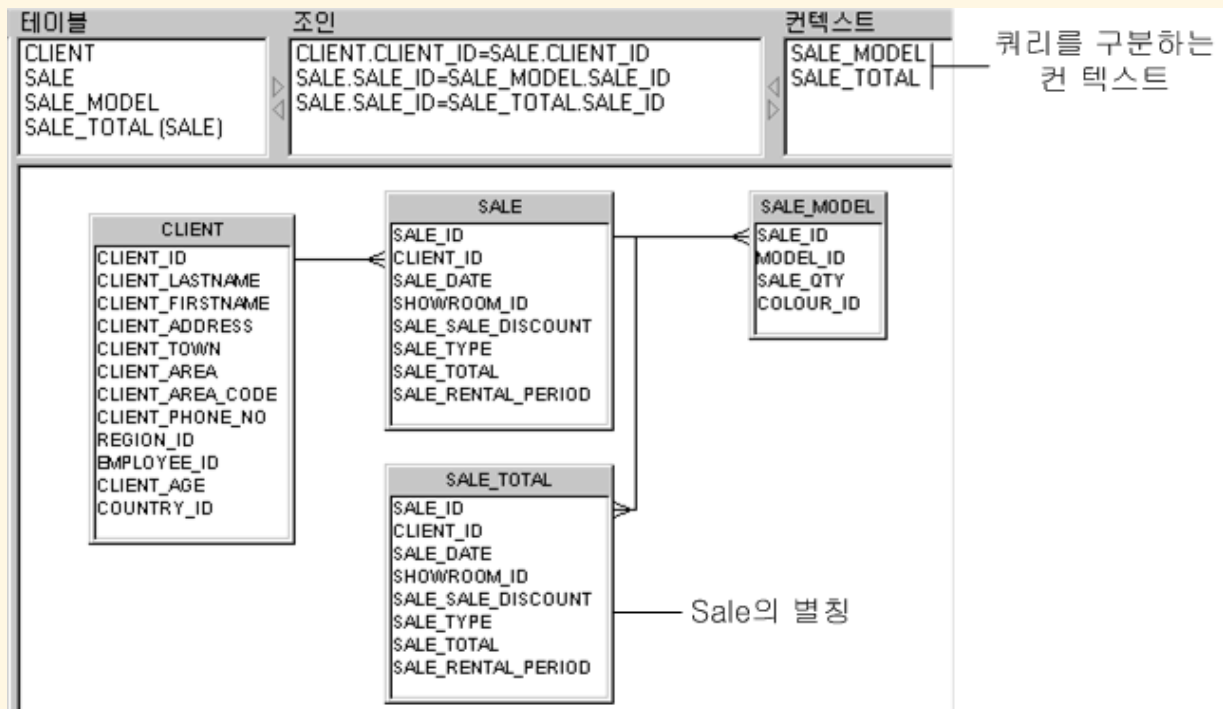 테이블
조인
컨텍스트
CLIENT
SALE
SALE_MODEL
SALE_TOTAL (SALE)
CLIENT.CLIENT_ID=SALE.CLIENT_ID
SALE.SALE_ID=SALE_MODEL.SALE_ID
SALE.SALE_ID=SALE_TOTAL.SALE_ID
SALE_MODEL
SALE_TOTAL
쿼리를 구분하는
컨 텍스트
CLIENT
CLIENT_ID
CLIENT_LASTNAME
CLIENT_FIRSTNAME
CLIENT_ADDRESS
CLIENT_TOWN
CLIENT_AREA
CLIENT_AREA_CODE
CLIENT_PHONE_NO
REGION_ID
EMPLOYEE_ID
CLIENT_AGE
COUNTRY_ID
SALE
SALE_ID
CLIENT_ID
SALE_DATE
SHOWROOM_ID
SALE_SALE_DISCOUNT
SALE_TYPE
SALE_TOTAL
SALE_RENTAL_PERIOD
SALE_MODEL
SALE_ID
MODEL_ID
SALE_QTY
COLOUR_ID
SALE_TOTAL
SALE_ID
CLIENT_ID
SALE_DATE
SHOWROOM_ID
SALE_SALE_DISCOUNT
SALE_TYPE
SALE_TOTAL
SALE_RENTAL_PERIOD
Sale의 별칭